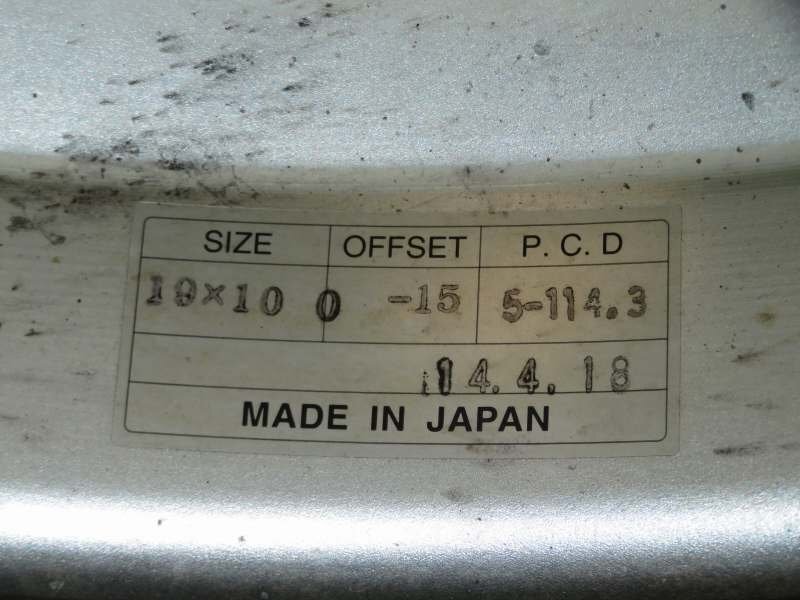 SIZE OFFSET P. C. D
19×10 0 -15 5-114.3
14.4.18
MADE IN JAPAN